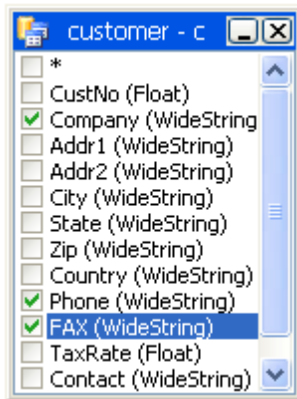 customer - c
*
CustNo (Float)
Company (WideString
Addr1 (WideString)
Addr2 (WideString)
City (WideString)
State (WideString)
Zip (WideString)
Country (WideString)
Phone (WideString)
FAX (WideString)
TaxRate (Float)
Contact (WideString)